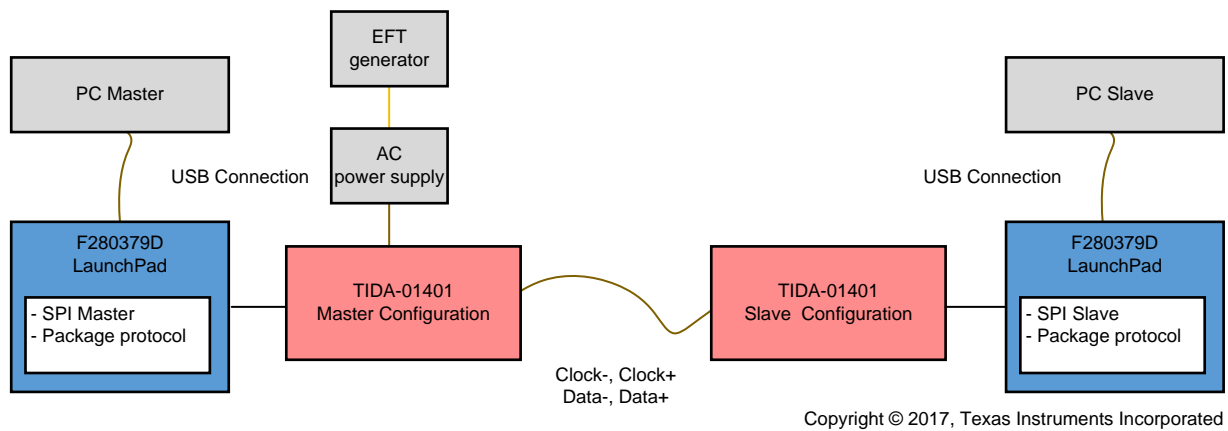 EFT
generator
PC Master
PC Slave
AC
power supply
USB Connection
USB Connection
F280379D
LaunchPad
- SPI Master
- Package protocol
TIDA-01401
Master Configuration
TIDA-01401
Slave  Configuration
F280379D
LaunchPad
- SPI Slave
- Package protocol
Clock-, Clock+
Data-, Data+
Copyright © 2017, Texas Instruments Incorporated